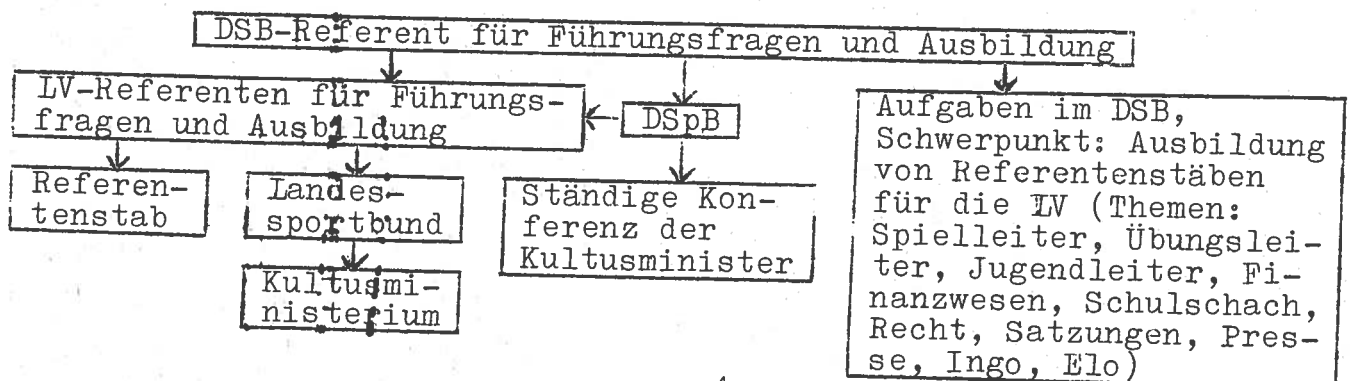 DSB-Referent für Führungsfragen und Ausbildung
LV-Referenten für Führungs-
fragen und Ausbildung
DSpB
Referen-
tenstab
Landes-
sportbund
Kultusmi-
nisterium
Ständige Kon-
ferenz der
Kultusminister
Aufgaben im DSB,
Schwerpunkt: Ausbildung
von Referentenstäben
für die LV (Themen:
Spielleiter, Übungslei-
ter, Jugendleiter, Fi-
nanzwesen, Schulschach,
Recht, Satzungen, Pres-
se, Ingo, Elo)